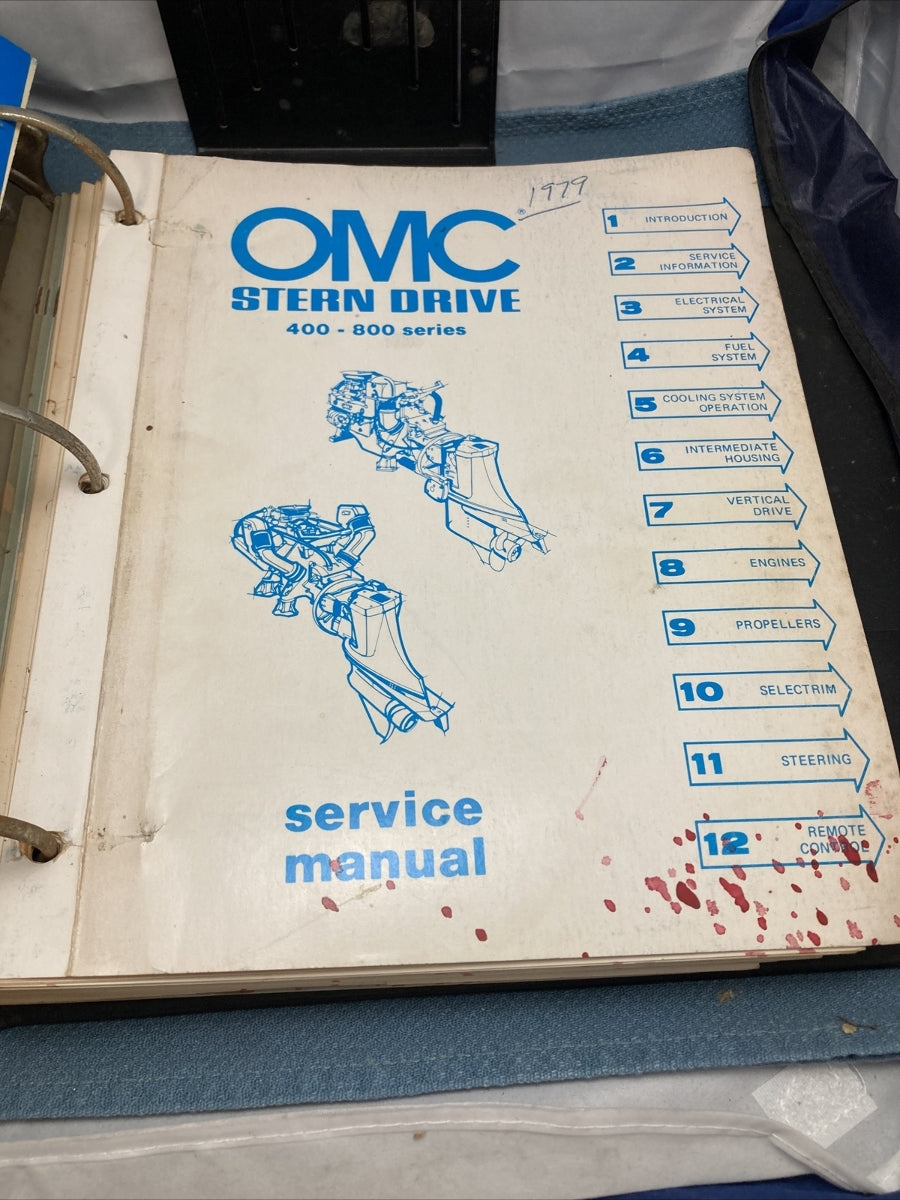 1979
OMC®
STERN DRIVE
400 - 800 series
service
manual
1 INTRODUCTION
2 SERVICE
INFORMATION
3 ELECTRICAL
SYSTEM
4 FUEL
SYSTEM
5 COOLING SYSTEM
OPERATION
6 INTERMEDIATE
HOUSING
7 VERTICAL
DRIVE
8 ENGINES
9 PROPELLERS
10 SELECTRIM
11 STEERING
12 REMOTE
CONTROL